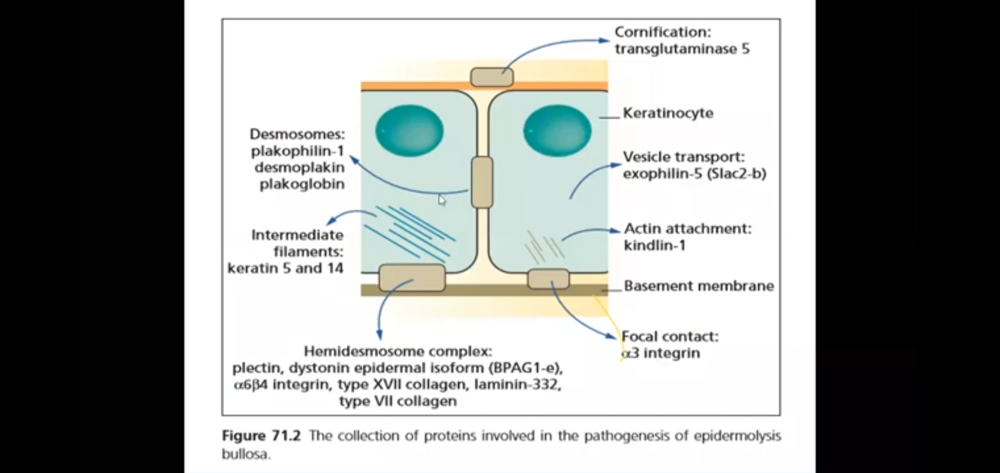 Cornification:
transglutaminase 5
Keratinocyte
Desmosomes:
plakophilin-1
desmoplakin
plakoglobin
Vesicle transport:
exophilin-5 (Slac2-b)
Intermediate
filaments:
keratin 5 and 14
Actin attachment:
kindlin-1
Basement membrane
Focal contact:
α3 integrin
Hemidesmosome complex:
plectin, dystonin epidermal isoform (BPAG1-e),
α6β4 integrin, type XVII collagen, laminin-332,
type VII collagen
Figure 71.2 The collection of proteins involved in the pathogenesis of epidermolysis
bullosa.